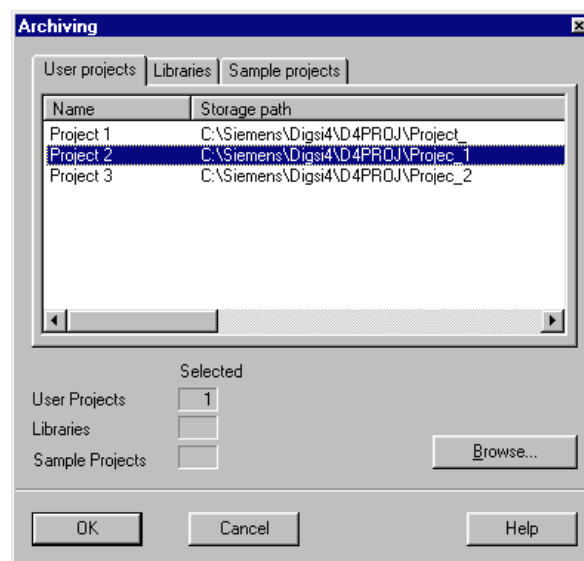 Archiving
User projects Libraries Sample projects
Name Storage path
Project 1 C:\Siemens\Digsi4\D4PROJ\Project_
Project 2 C:\Siemens\Digsi4\D4PROJ\Projec_1
Project 3 C:\Siemens\Digsi4\D4PROJ\Projec_2
Selected
User Projects 1
Libraries
Sample Projects
Browse...
OK Cancel Help